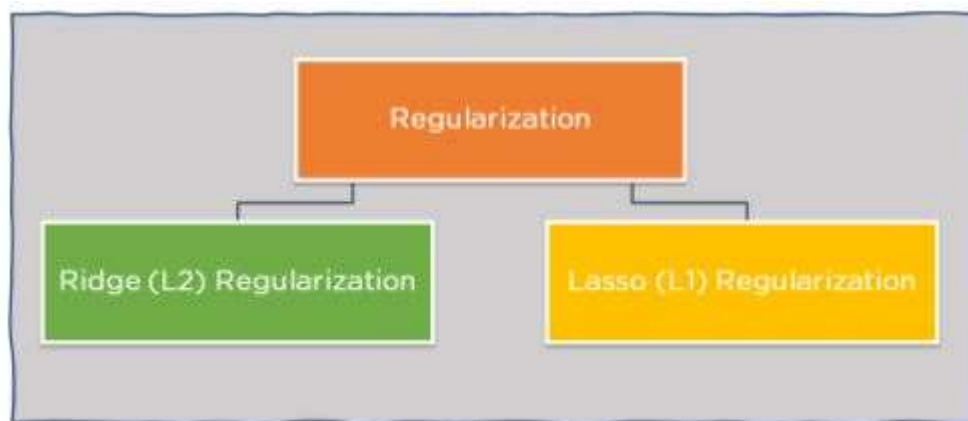 Regularization
Ridge (L2) Regularization
Lasso (L1) Regularization